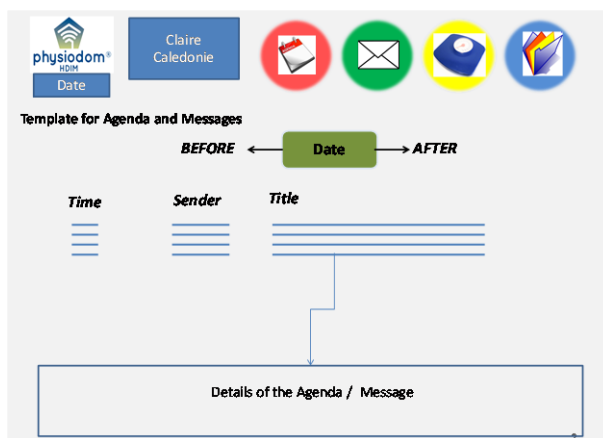 physiodom®
HDIM
Date
Claire
Caledonie
Template for Agenda and Messages
BEFORE Date AFTER
Time Sender Title
Details of the Agenda / Message